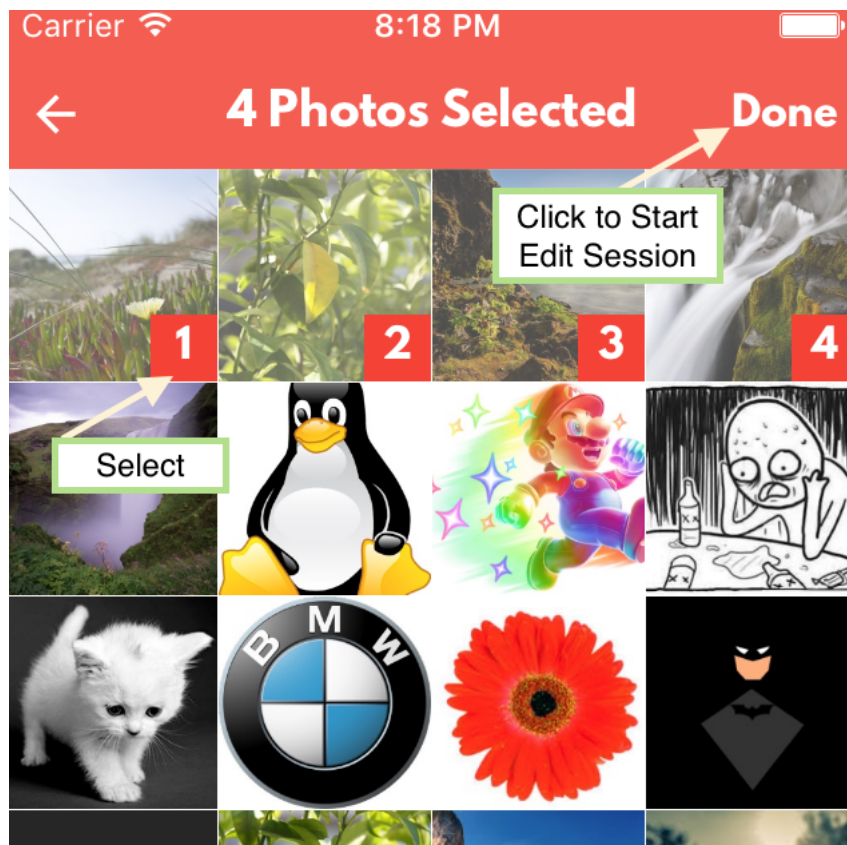 Carrier 8:18 PM
4 Photos Selected Done
Click to Start
Edit Session
1 2 3 4
Select
X X
X X
X X
B M W